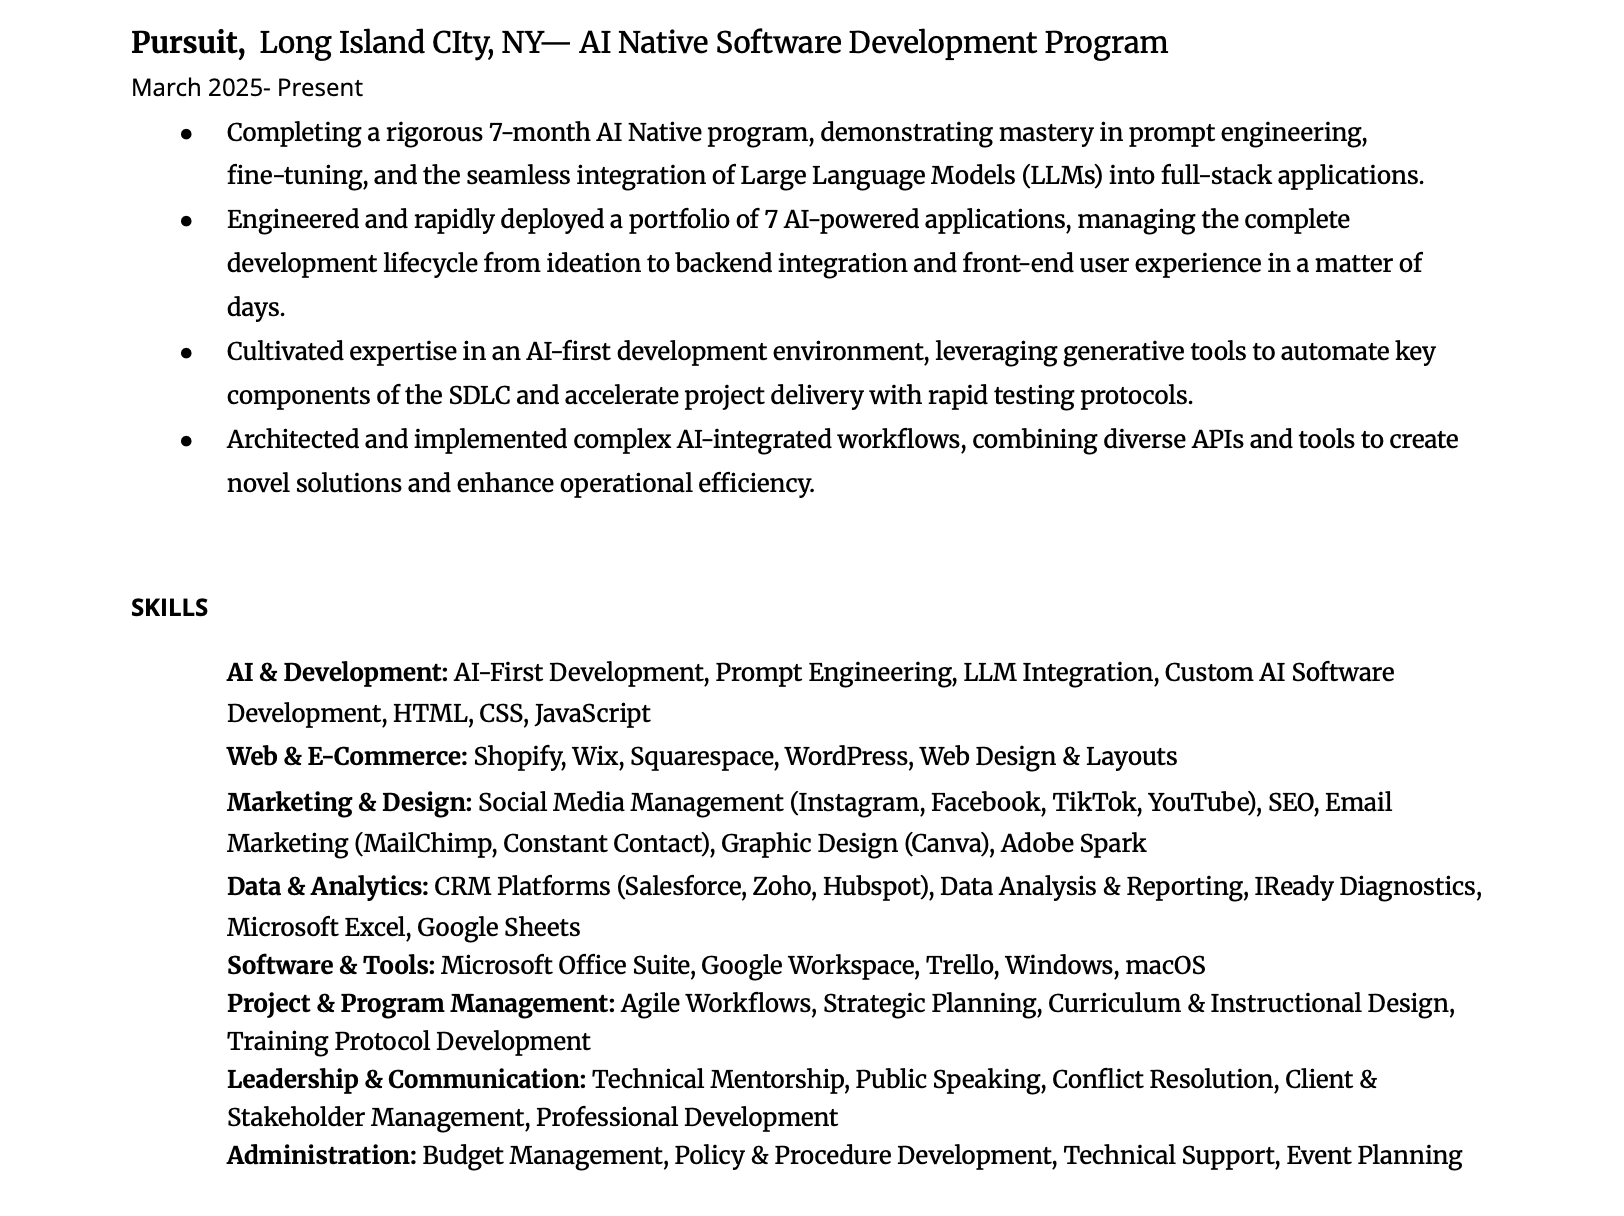 Pursuit, Long Island CIty, NY— AI Native Software Development Program
March 2025- Present
● Completing a rigorous 7-month AI Native program, demonstrating mastery in prompt engineering,
fine-tuning, and the seamless integration of Large Language Models (LLMs) into full-stack applications.
● Engineered and rapidly deployed a portfolio of 7 AI-powered applications, managing the complete
development lifecycle from ideation to backend integration and front-end user experience in a matter of
days.
● Cultivated expertise in an AI-first development environment, leveraging generative tools to automate key
components of the SDLC and accelerate project delivery with rapid testing protocols.
● Architected and implemented complex AI-integrated workflows, combining diverse APIs and tools to create
novel solutions and enhance operational efficiency.
SKILLS
AI & Development: AI-First Development, Prompt Engineering, LLM Integration, Custom AI Software
Development, HTML, CSS, JavaScript
Web & E-Commerce: Shopify, Wix, Squarespace, WordPress, Web Design & Layouts
Marketing & Design: Social Media Management (Instagram, Facebook, TikTok, YouTube), SEO, Email
Marketing (MailChimp, Constant Contact), Graphic Design (Canva), Adobe Spark
Data & Analytics: CRM Platforms (Salesforce, Zoho, Hubspot), Data Analysis & Reporting, IReady Diagnostics,
Microsoft Excel, Google Sheets
Software & Tools: Microsoft Office Suite, Google Workspace, Trello, Windows, macOS
Project & Program Management: Agile Workflows, Strategic Planning, Curriculum & Instructional Design,
Training Protocol Development
Leadership & Communication: Technical Mentorship, Public Speaking, Conflict Resolution, Client &
Stakeholder Management, Professional Development
Administration: Budget Management, Policy & Procedure Development, Technical Support, Event Planning